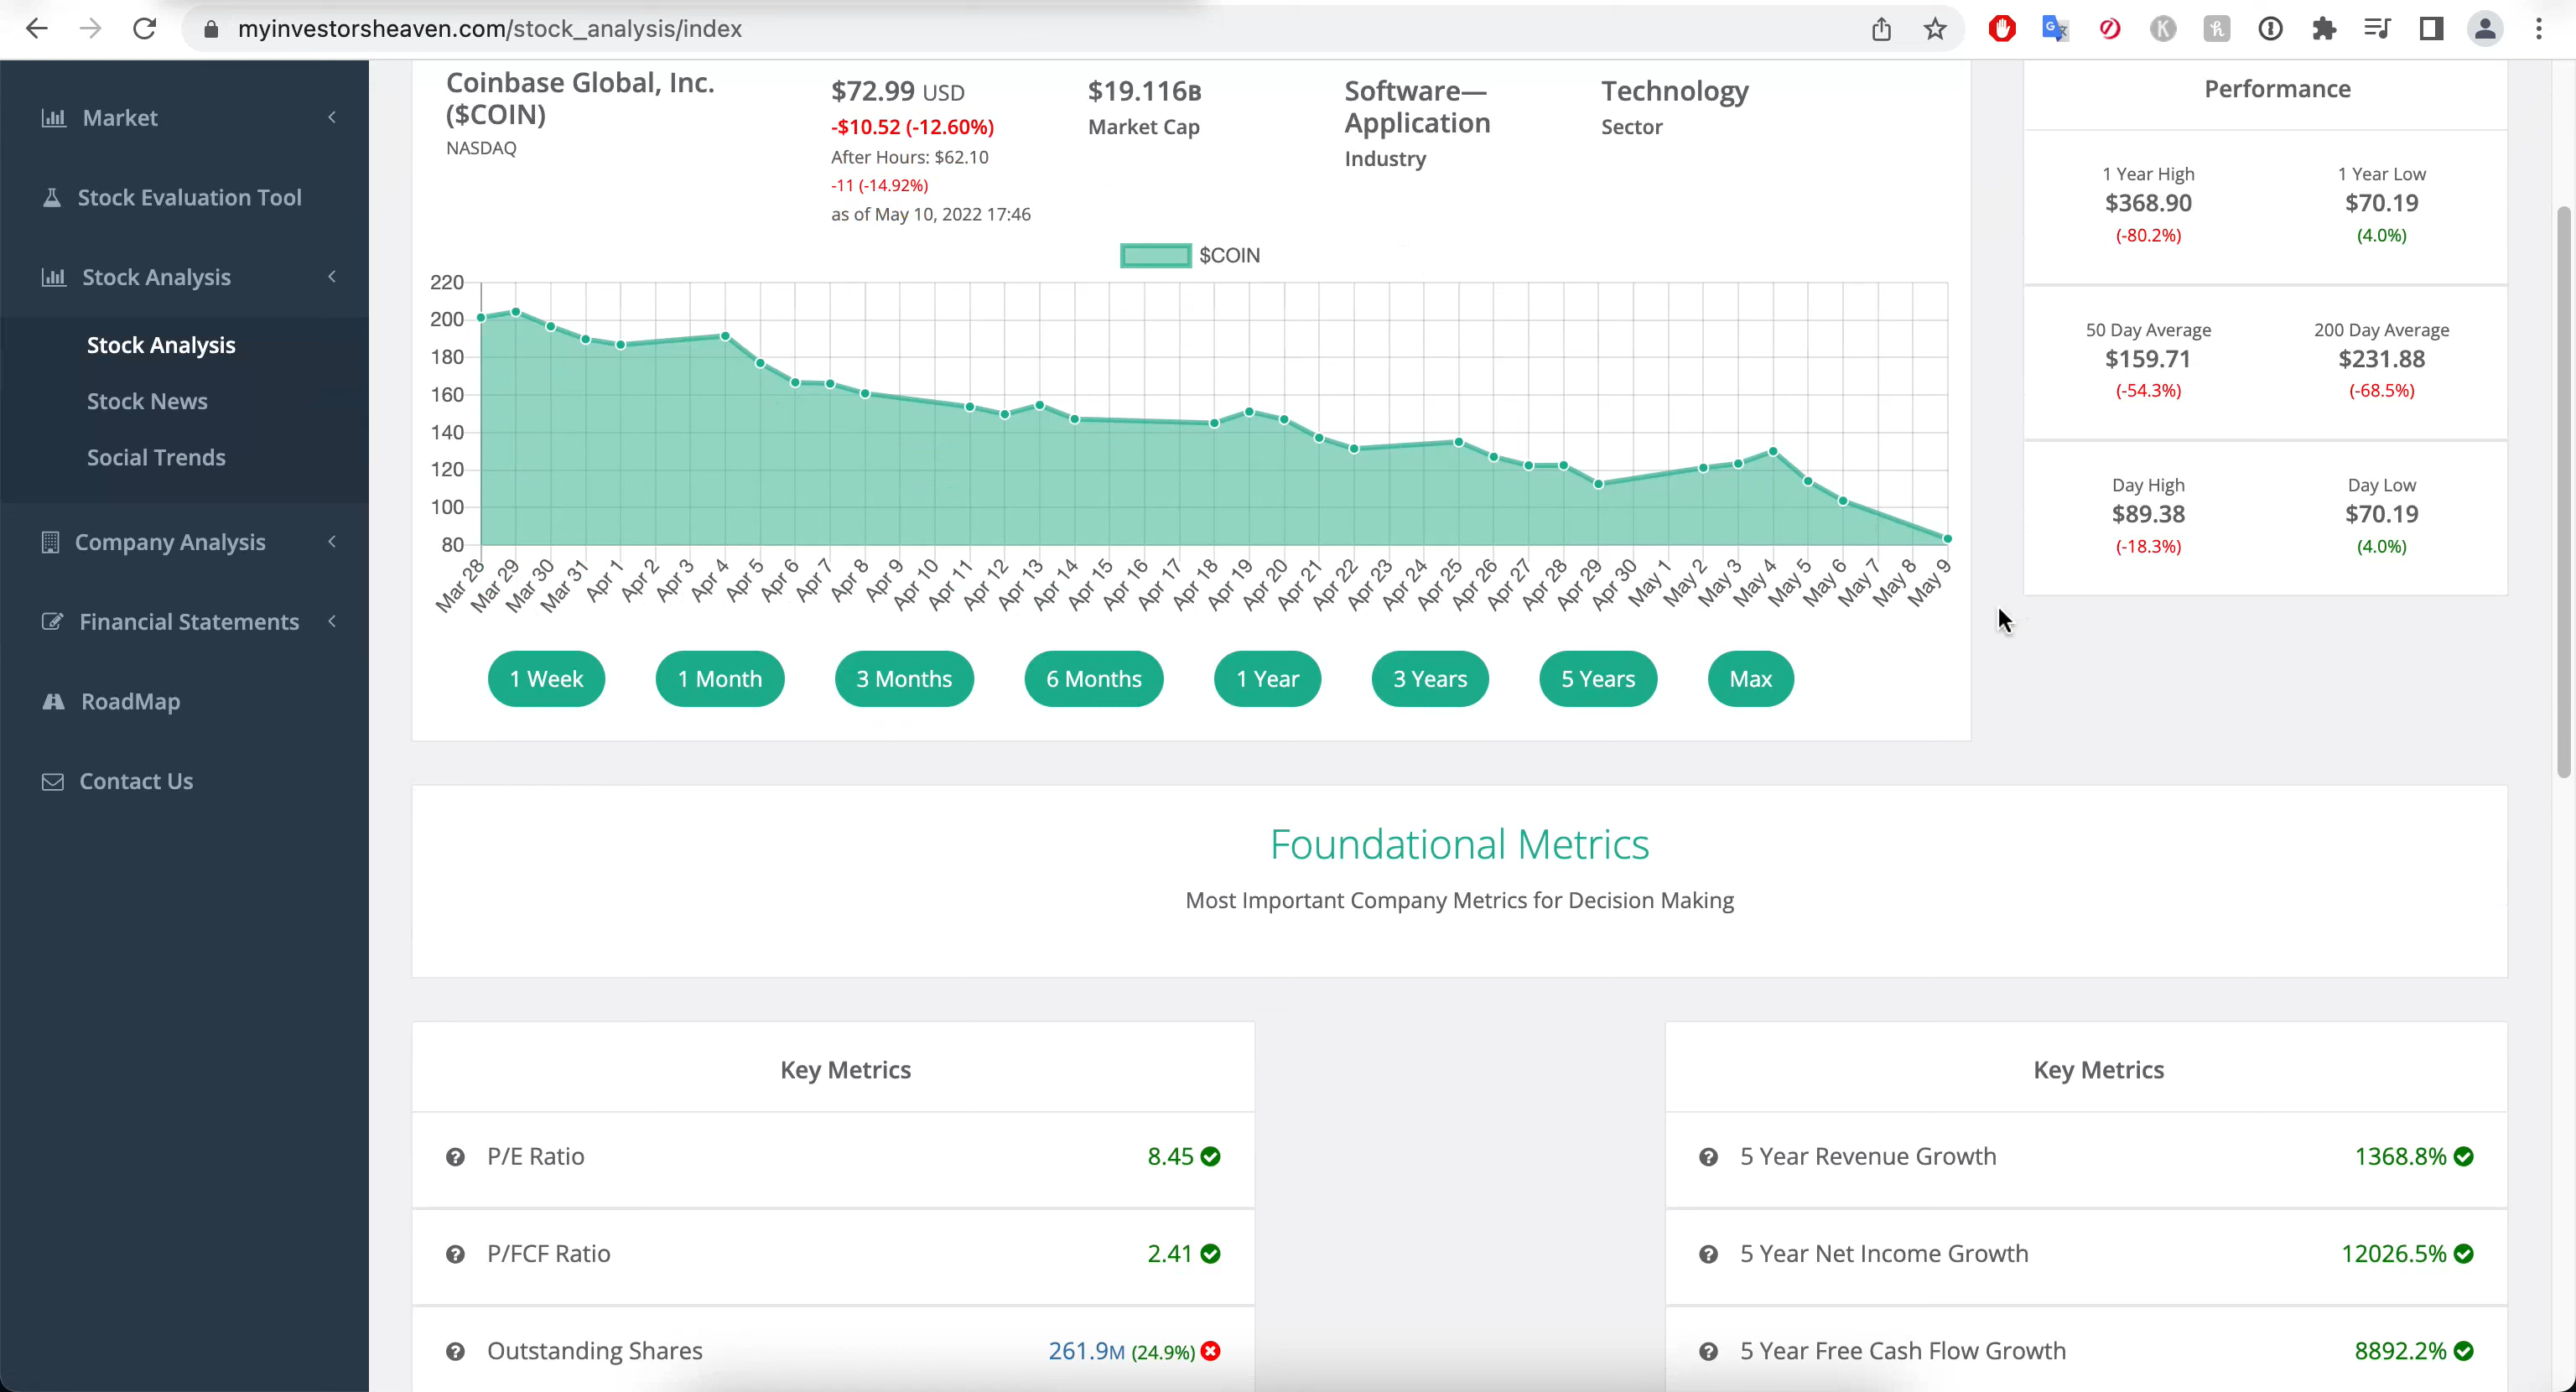 myinvestorsheaven.com/stock_analysis/index
Market
Stock Evaluation Tool
Stock Analysis
Stock Analysis
Stock News
Social Trends
Company Analysis
Financial Statements
RoadMap
Contact Us
Coinbase Global, Inc.
($COIN)
NASDAQ
$72.99 USD
-$10.52 (-12.60%)
After Hours: $62.10
-11 (-14.92%)
as of May 10, 2022 17:46
$19.116B
Market Cap
Software—
Application
Industry
Technology
Sector
$COIN
220
200
180
160
140
120
100
80
Mar 28
Mar 29
Mar 30
Mar 31
Apr 1
Apr 2
Apr 3
Apr 4
Apr 5
Apr 6
Apr 7
Apr 8
Apr 9
Apr 10
Apr 11
Apr 12
Apr 13
Apr 14
Apr 15
Apr 16
Apr 17
Apr 18
Apr 19
Apr 20
Apr 21
Apr 22
Apr 23
Apr 24
Apr 25
Apr 26
Apr 27
Apr 28
Apr 29
Apr 30
May 1
May 2
May 3
May 4
May 5
May 6
May 7
May 8
May 9
1 Week
1 Month
3 Months
6 Months
1 Year
3 Years
5 Years
Max
Performance
1 Year High
$368.90
(-80.2%)
1 Year Low
$70.19
(4.0%)
50 Day Average
$159.71
(-54.3%)
200 Day Average
$231.88
(-68.5%)
Day High
$89.38
(-18.3%)
Day Low
$70.19
(4.0%)
Foundational Metrics
Most Important Company Metrics for Decision Making
Key Metrics
P/E Ratio 8.45
P/FCF Ratio 2.41
Outstanding Shares 261.9M (24.9%)
Key Metrics
5 Year Revenue Growth 1368.8%
5 Year Net Income Growth 12026.5%
5 Year Free Cash Flow Growth 8892.2%